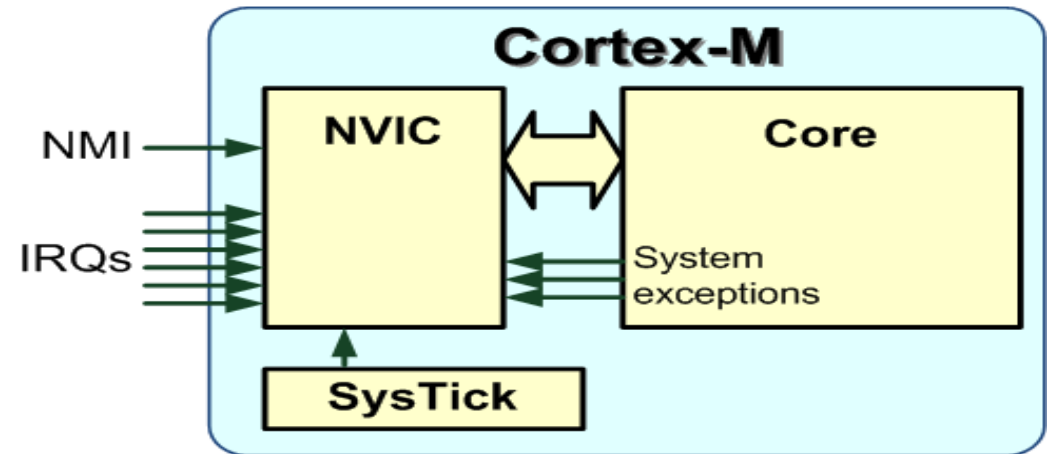 Cortex-M
NVIC
Core
NMI
IRQs
System
exceptions
SysTick